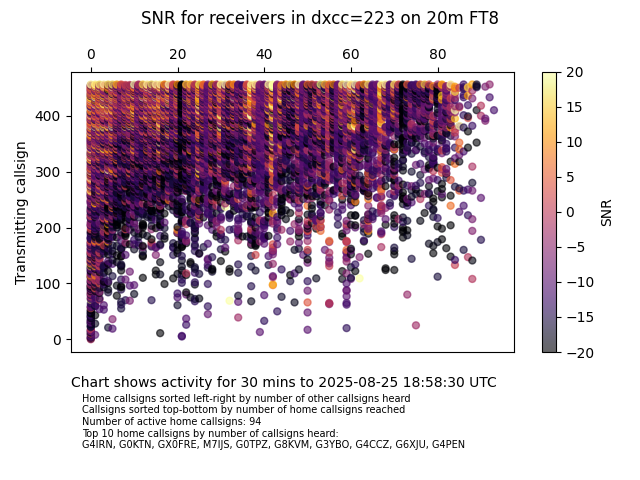 SNR for receivers in dxcc=223 on 20m FT8
0 20 40 60 80
400
300
200
100
0
Transmitting callsign
20
15
10
5
0
−5
−10
−15
−20
SNR
Chart shows activity for 30 mins to 2025-08-25 18:58:30 UTC
Home callsigns sorted left-right by number of other callsigns heard
Callsigns sorted top-bottom by number of home callsigns reached
Number of active home callsigns: 94
Top 10 home callsigns by number of callsigns heard:
G4IRN, G0KTN, GX0FRE, M7IJS, G0TPZ, G8KVM, G3YBO, G4CCZ, G6XJU, G4PEN